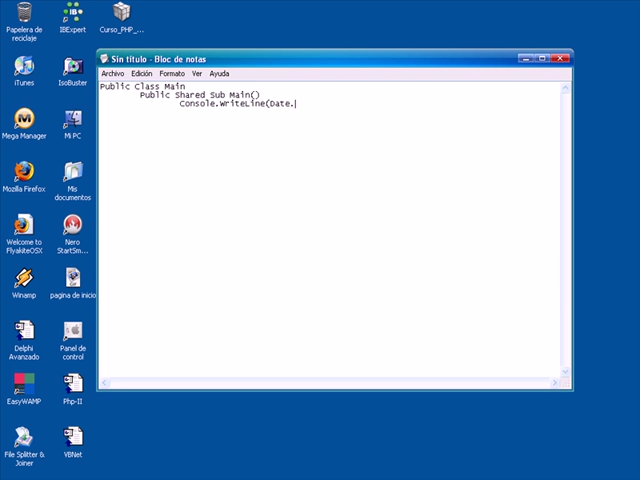 Papelera de
reciclaje
IBExpert
Curso_PHP_...
iTunes
IsoBuster
Mega Manager
Mi PC
Mozilla Firefox
Mis
documentos
Welcome to
FlyakiteOSX
Nero
StartSm...
Winamp
pagina de inicio
Delphi
Avanzado
Panel de
control
EasyWAMP
Php-II
File Splitter &
Joiner
VBNet
Sin título - Bloc de notas
Archivo Edición Formato Ver Ayuda
Public Class Main
Public Shared Sub Main()
Console.WriteLine(Date.